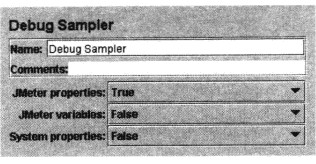 Debug Sampler
Name: Debug Sampler
Comments:
JMeter properties: True
JMeter variables: False
System properties: False